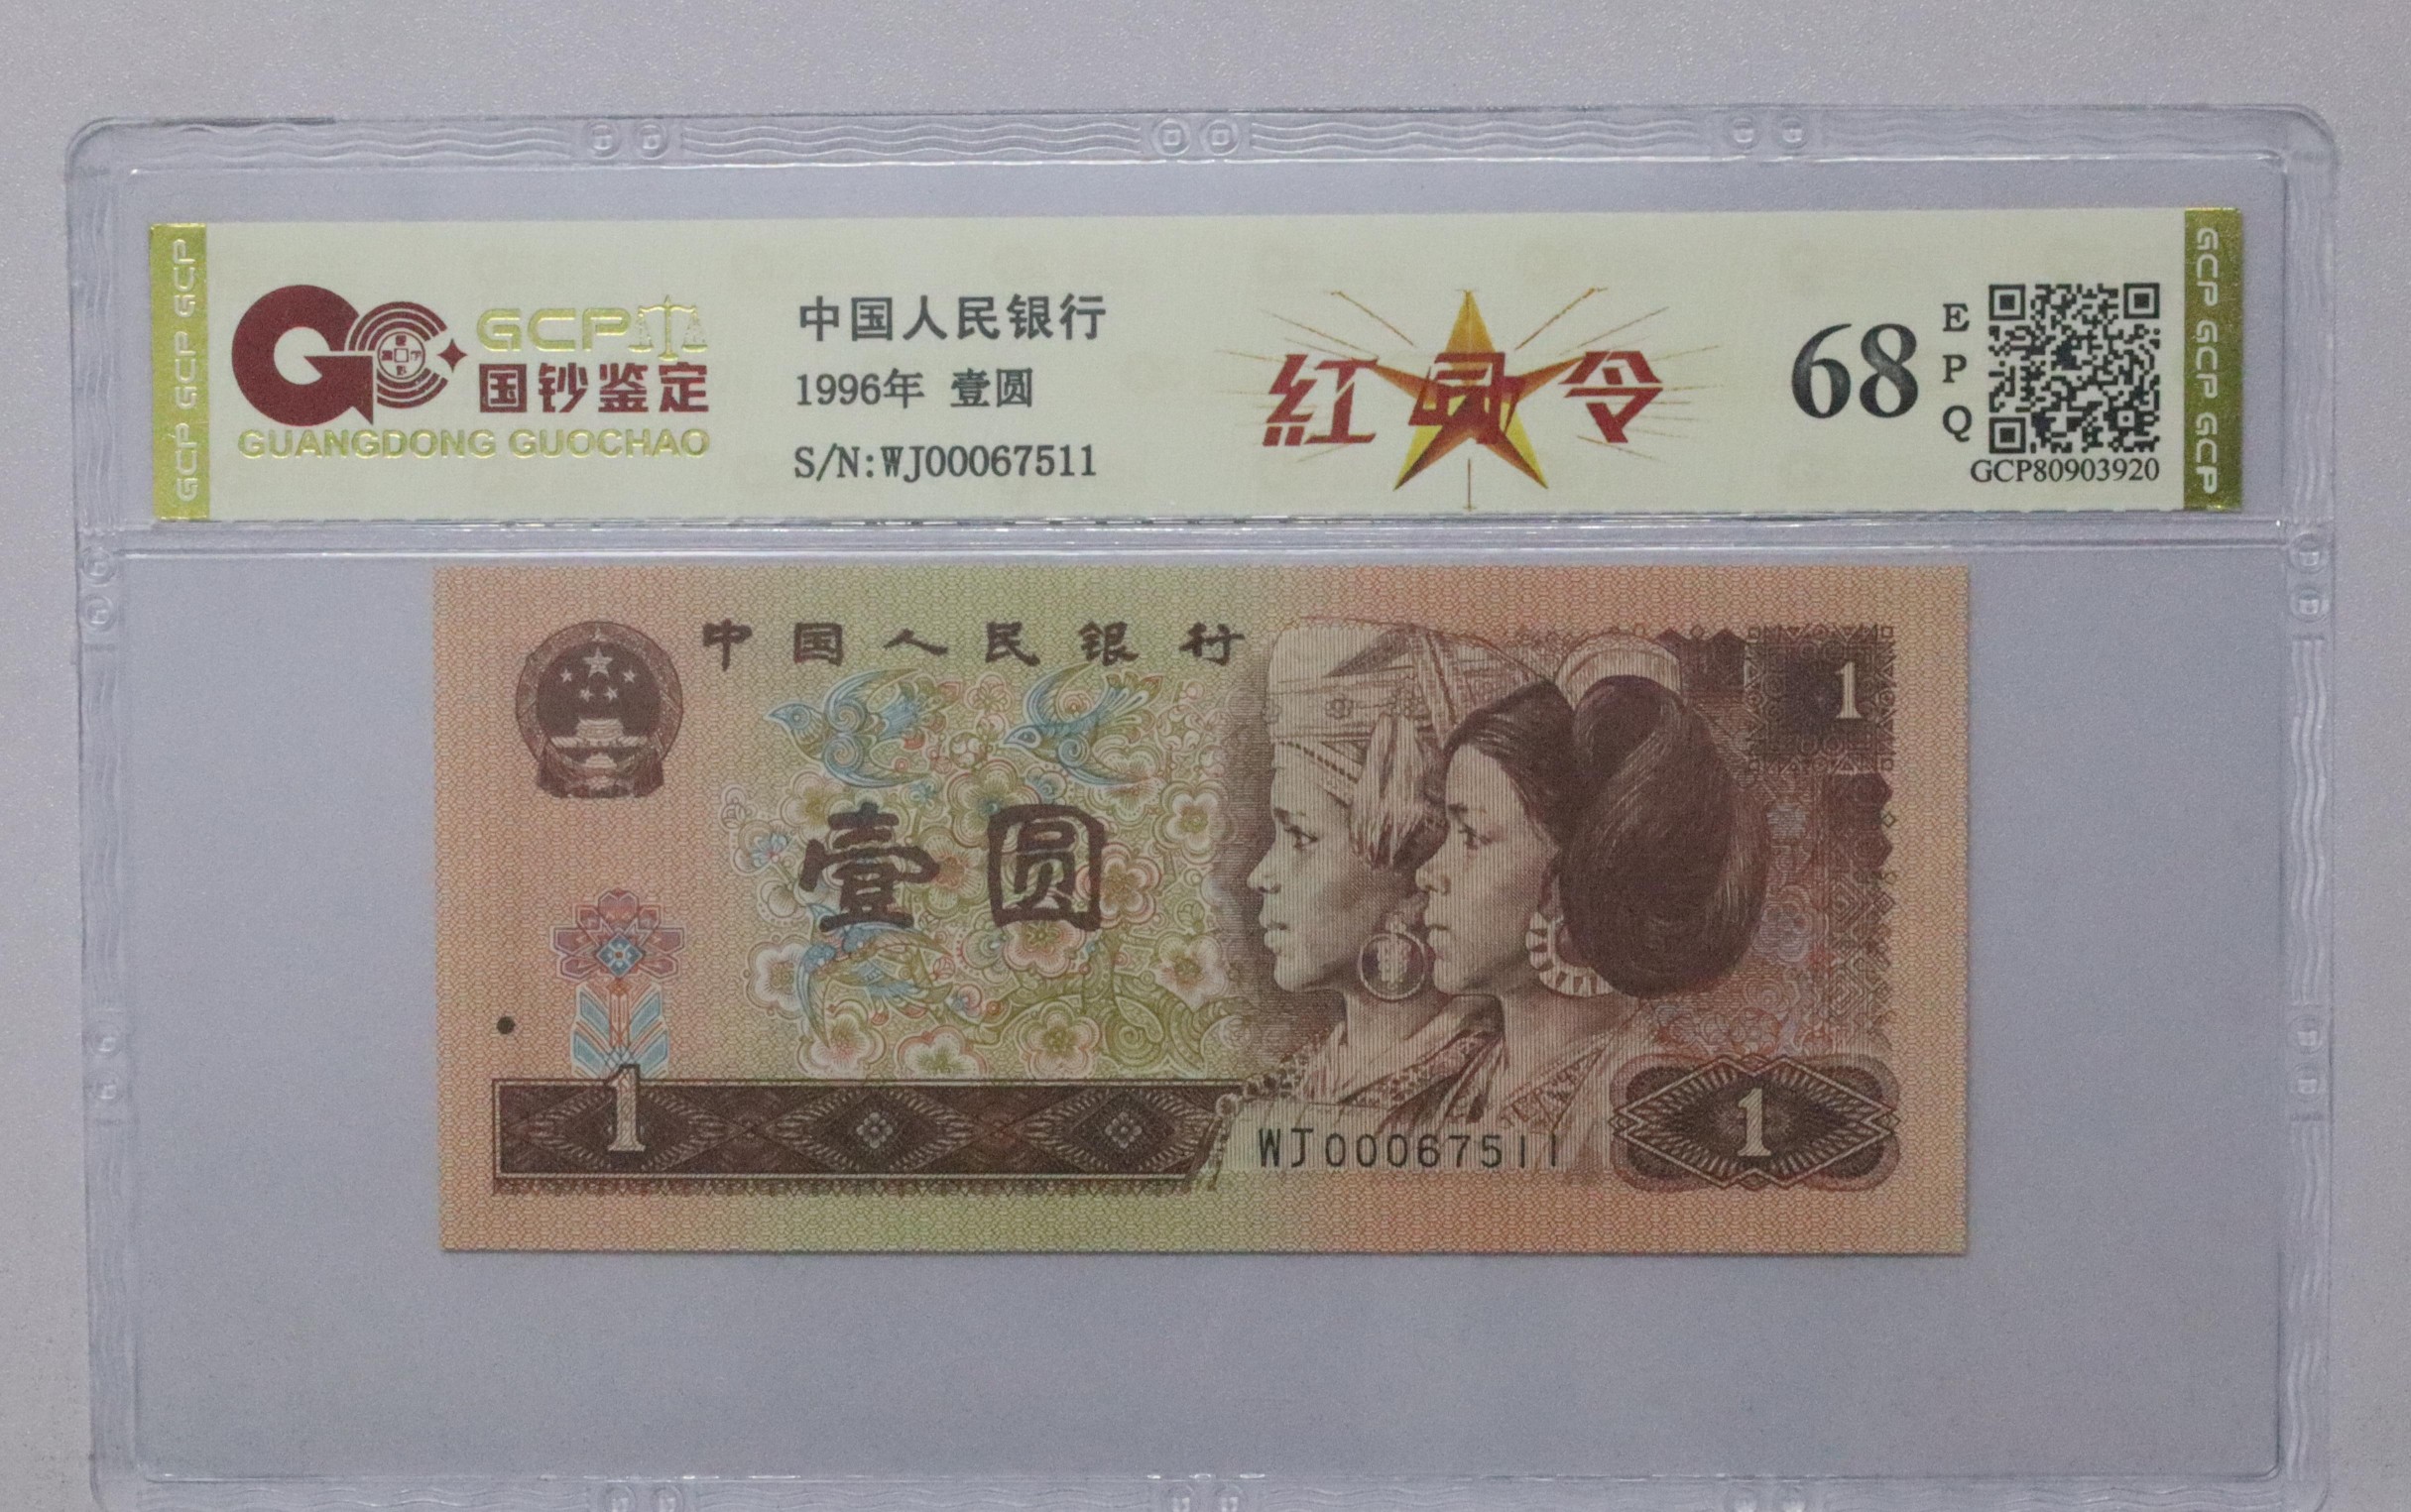 GCP GCP GCP
GCP
国钞鉴定
GUANGDONG GUOCHAO
中国人民银行
1996年 壹圆
S/N:WJ00067511
紅 令
68
EPQ
GCP80903920
GCP GCP GCP
中国人民银行
1
壹圆
1
WJ00067511
1